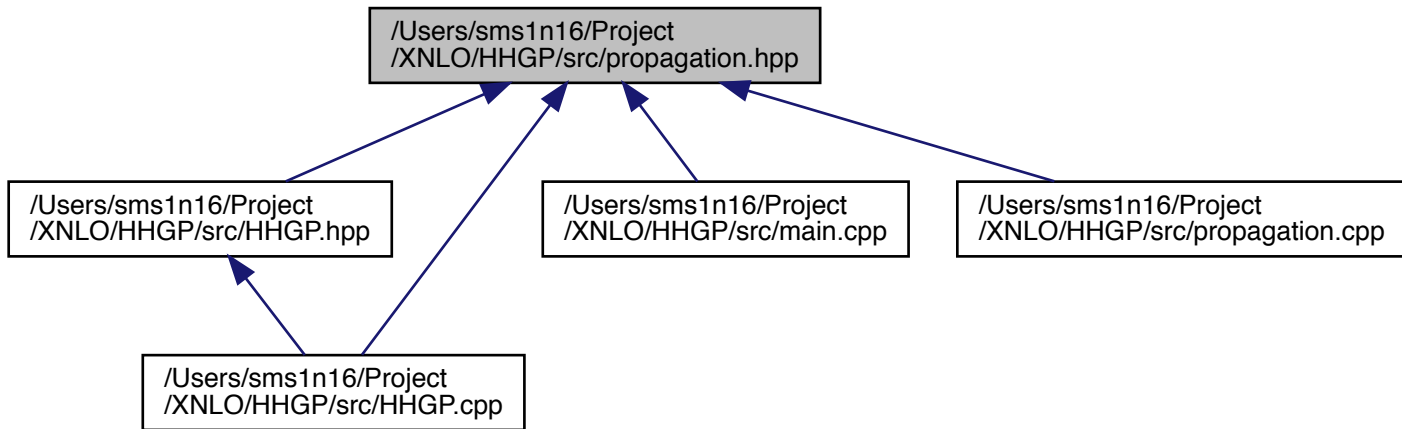 /Users/sms1n16/Project
/XNLO/HHGP/src/propagation.hpp
/Users/sms1n16/Project
/XNLO/HHGP/src/HHGP.hpp
/Users/sms1n16/Project
/XNLO/HHGP/src/main.cpp
/Users/sms1n16/Project
/XNLO/HHGP/src/propagation.cpp
/Users/sms1n16/Project
/XNLO/HHGP/src/HHGP.cpp